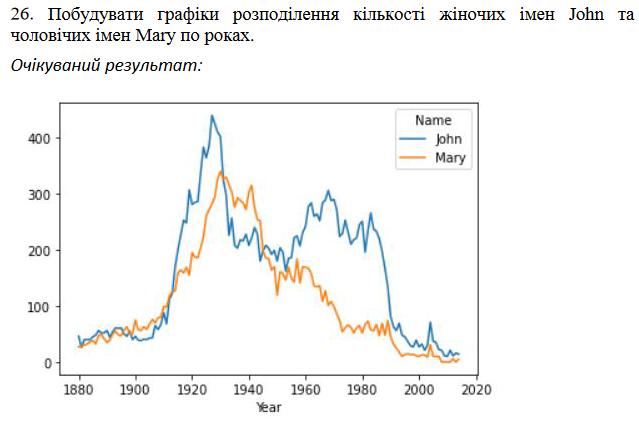 26. Побудувати графіки розподілення кількості жіночих імен John та
чоловічих імен Mary по роках.
Очікуваний результат:
Name
John
Mary
400
300
200
100
0
1880 1900 1920 1940 1960 1980 2000 2020
Year